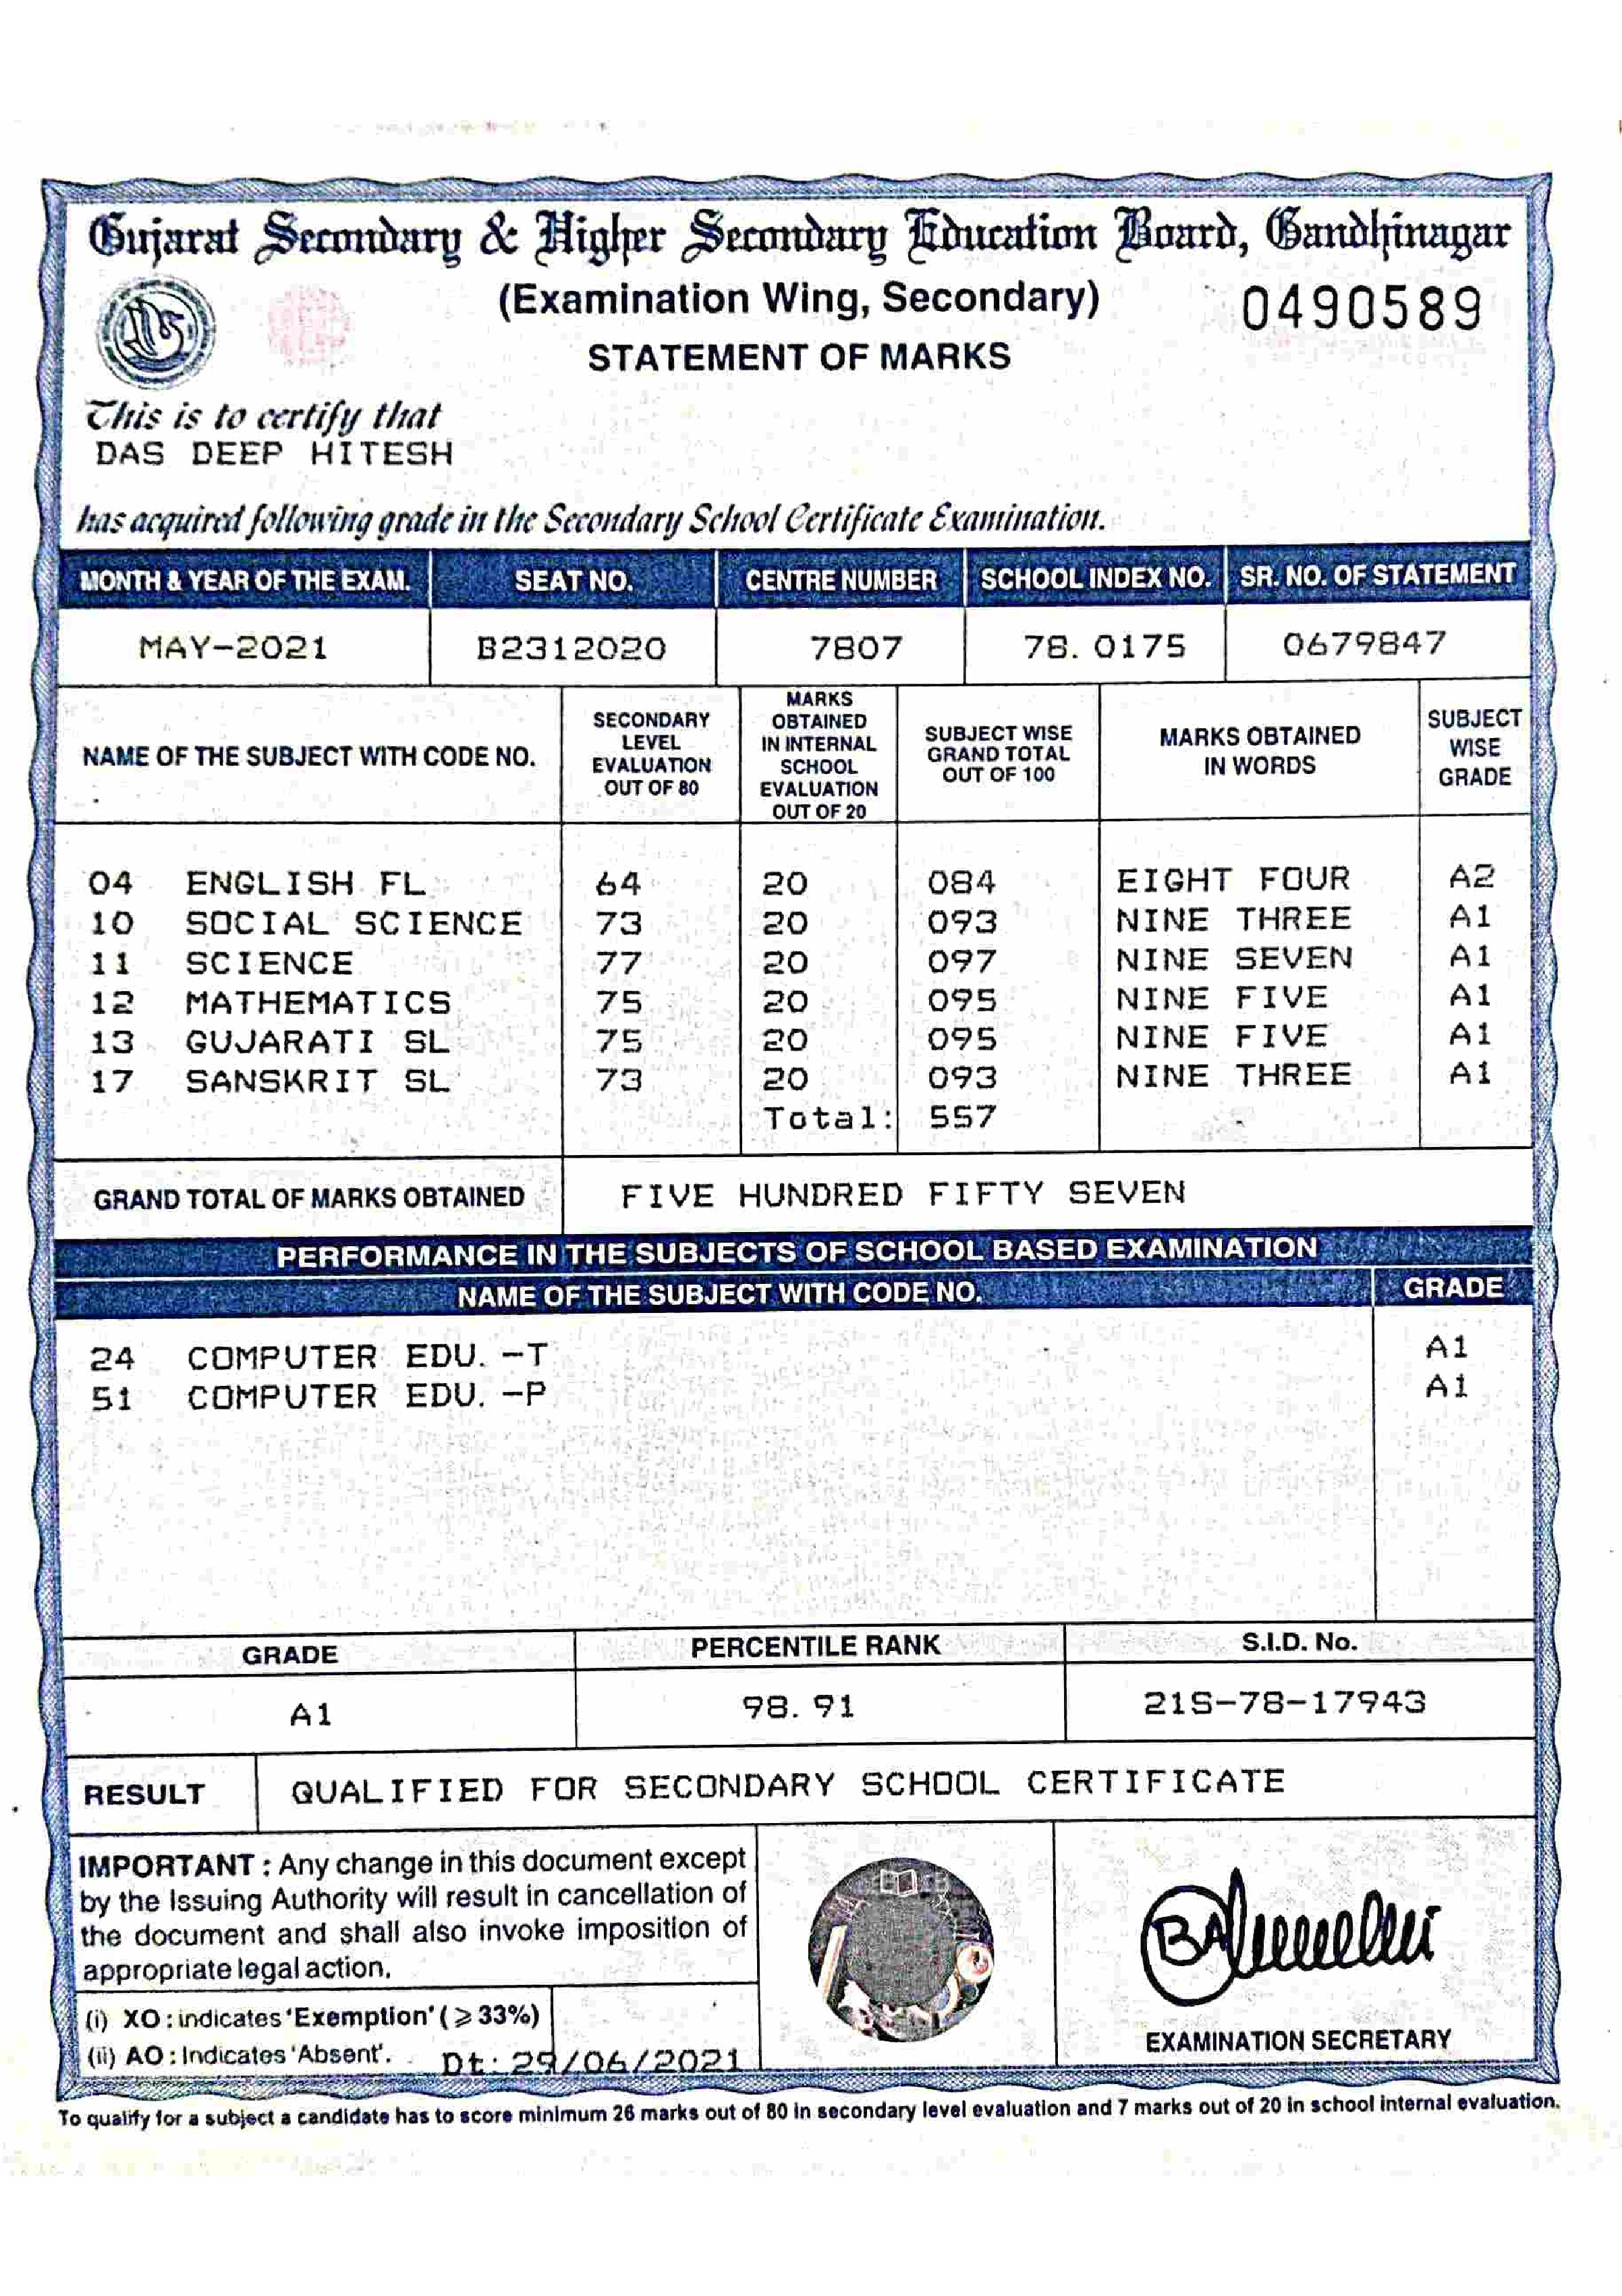 Gujarat Secondary & Higher Secondary Education Board, Gandhinagar
(Examination Wing, Secondary)
0490589
STATEMENT OF MARKS
This is to certify that
DAS DEEP HITESH
has acquired following grade in the Secondary School Certificate Examination.
MONTH & YEAR OF THE EXAM. SEAT NO. CENTRE NUMBER SCHOOL INDEX NO. SR. NO. OF STATEMENT
MAY-2021 B2312020 7807 78. 0175 0679847
NAME OF THE SUBJECT WITH CODE NO.
SECONDARY
LEVEL
EVALUATION
OUT OF 80
MARKS
OBTAINED
IN INTERNAL
SCHOOL
EVALUATION
OUT OF 20
SUBJECT WISE
GRAND TOTAL
OUT OF 100
MARKS OBTAINED
IN WORDS
SUBJECT
WISE
GRADE
04 ENGLISH FL 64 20 084 EIGHT FOUR A2
10 SOCIAL SCIENCE 73 20 093 NINE THREE A1
11 SCIENCE 77 20 097 NINE SEVEN A1
12 MATHEMATICS 75 20 095 NINE FIVE A1
13 GUJARATI SL 75 20 095 NINE FIVE A1
17 SANSKRIT SL 73 20 093 NINE THREE A1
Total: 557
GRAND TOTAL OF MARKS OBTAINED FIVE HUNDRED FIFTY SEVEN
PERFORMANCE IN THE SUBJECTS OF SCHOOL BASED EXAMINATION
NAME OF THE SUBJECT WITH CODE NO. GRADE
24 COMPUTER EDU. -T A1
51 COMPUTER EDU. -P A1
GRADE PERCENTILE RANK S.I.D. No.
A1 98. 91 21S-78-17943
RESULT QUALIFIED FOR SECONDARY SCHOOL CERTIFICATE
IMPORTANT : Any change in this document except
by the Issuing Authority will result in cancellation of
the document and shall also invoke imposition of
appropriate legal action.
(i) XO : indicates 'Exemption' ( ≥ 33%)
(ii) AO : Indicates 'Absent'.
Dt: 29/06/2021
EXAMINATION SECRETARY
To qualify for a subject a candidate has to score minimum 26 marks out of 80 in secondary level evaluation and 7 marks out of 20 in school internal evaluation.